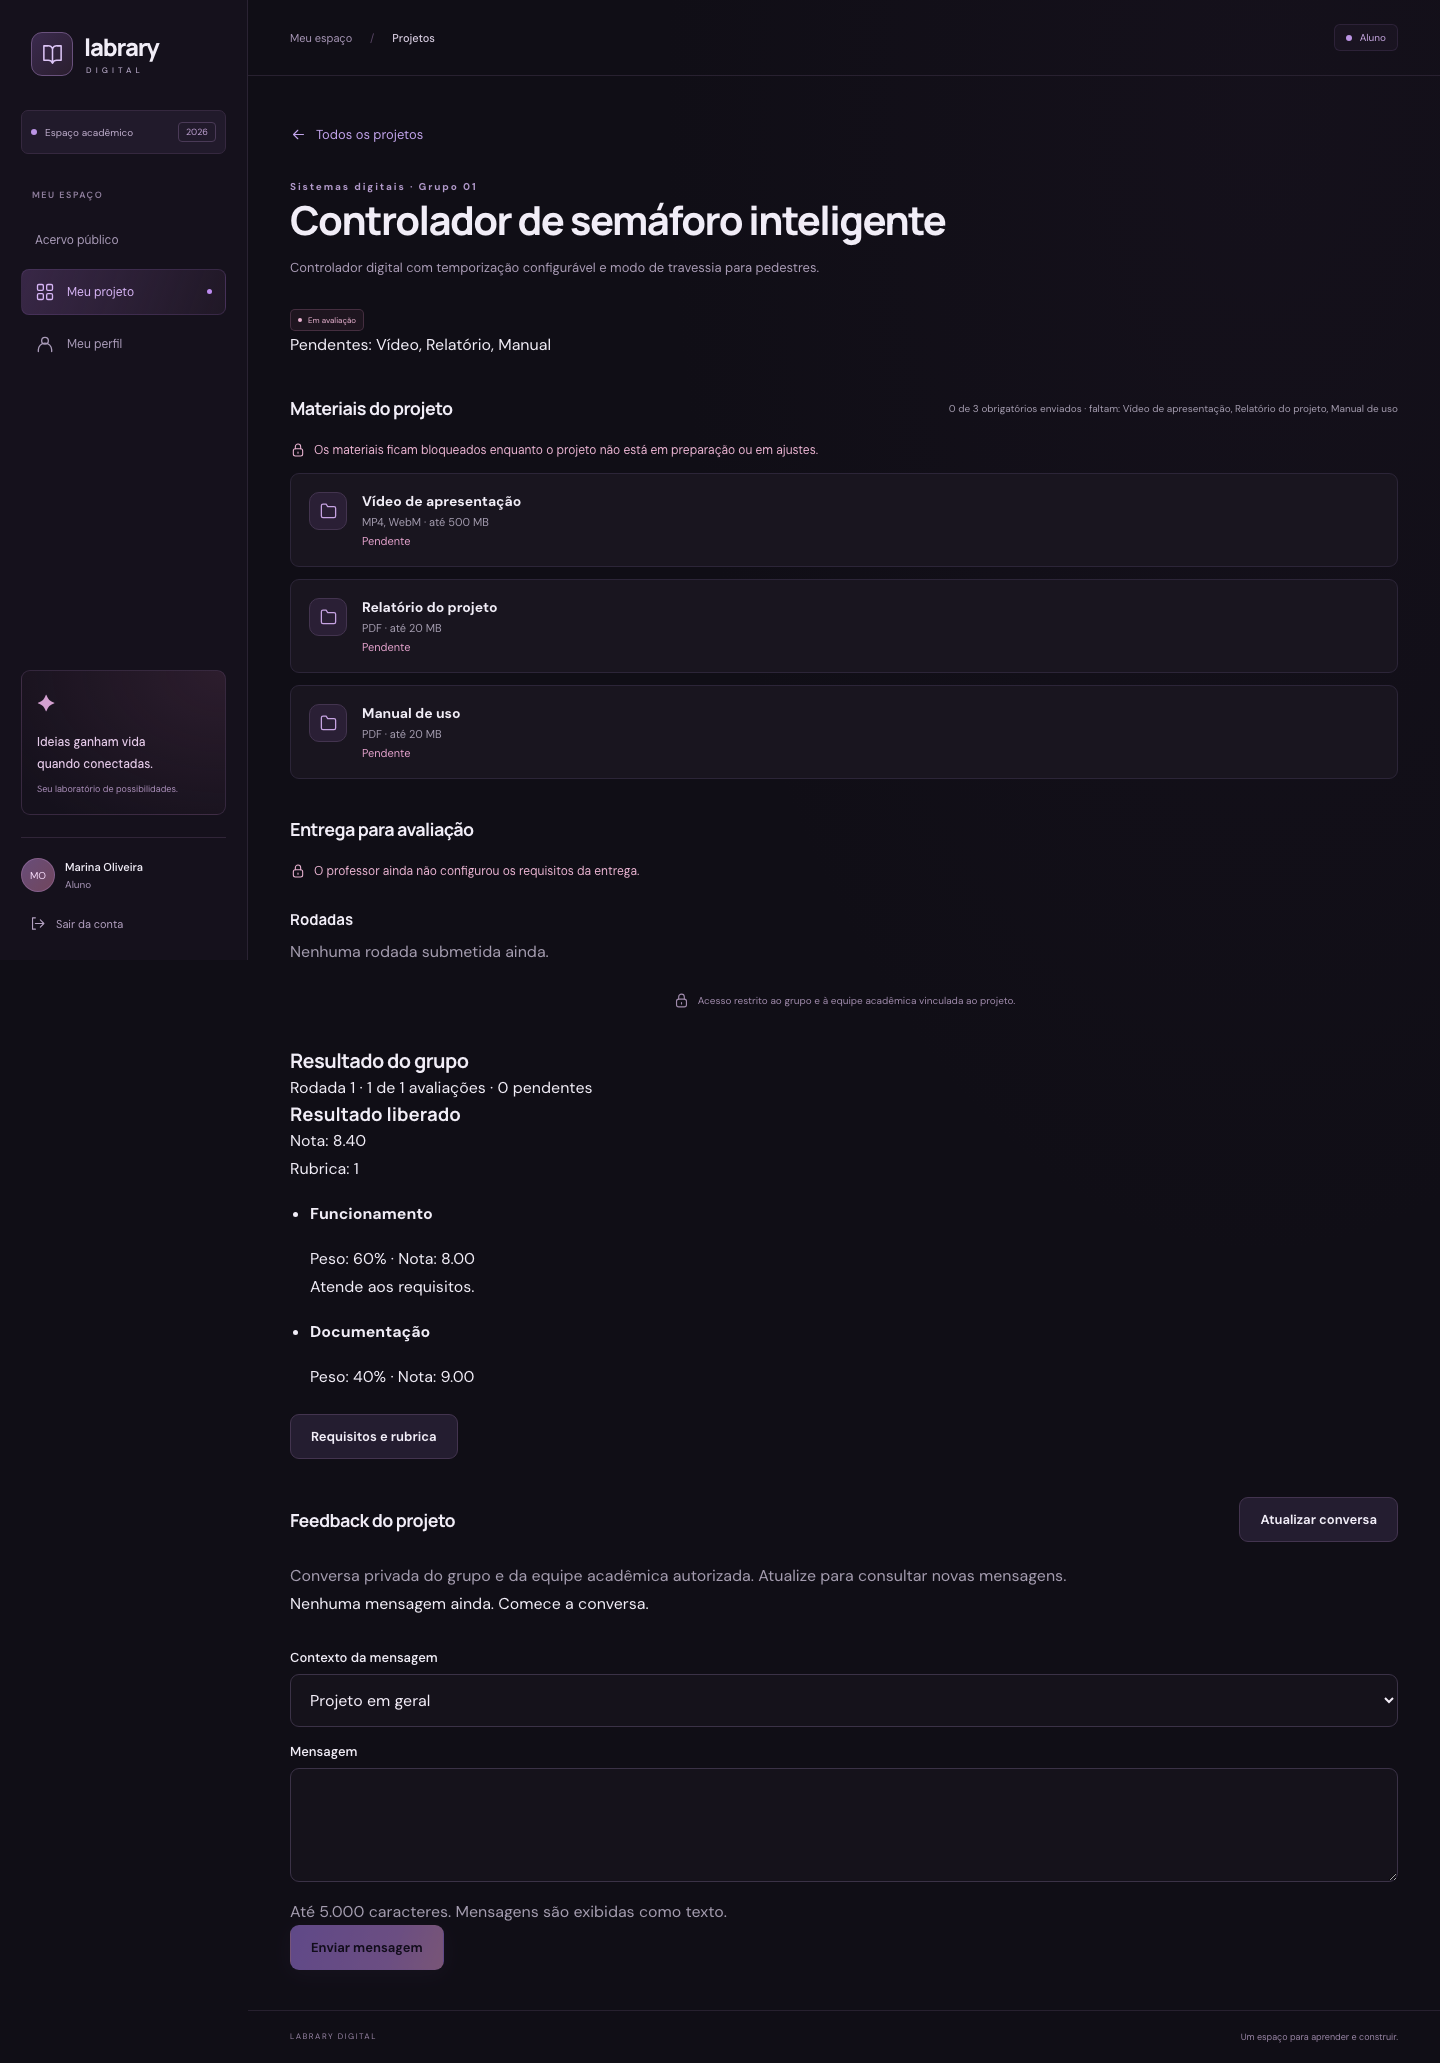 labrary
DIGITAL
Espaço acadêmico
2026
MEU ESPAÇO
Acervo público
Meu projeto
Meu perfil
Ideias ganham vida
quando conectadas.
Seu laboratório de possibilidades.
MO
Marina Oliveira
Aluno
Sair da conta
Meu espaço / Projetos
Aluno
Todos os projetos
Sistemas digitais · Grupo 01
Controlador de semáforo inteligente
Controlador digital com temporização configurável e modo de travessia para pedestres.
Em avaliação
Pendentes: Vídeo, Relatório, Manual
Materiais do projeto
0 de 3 obrigatórios enviados · faltam: Vídeo de apresentação, Relatório do projeto, Manual de uso
Os materiais ficam bloqueados enquanto o projeto não está em preparação ou em ajustes.
Vídeo de apresentação
MP4, WebM · até 500 MB
Pendente
Relatório do projeto
PDF · até 20 MB
Pendente
Manual de uso
PDF · até 20 MB
Pendente
Entrega para avaliação
O professor ainda não configurou os requisitos da entrega.
Rodadas
Nenhuma rodada submetida ainda.
Acesso restrito ao grupo e à equipe acadêmica vinculada ao projeto.
Resultado do grupo
Rodada 1 · 1 de 1 avaliações · 0 pendentes
Resultado liberado
Nota: 8.40
Rubrica: 1
• Funcionamento
Peso: 60% · Nota: 8.00
Atende aos requisitos.
• Documentação
Peso: 40% · Nota: 9.00
Requisitos e rubrica
Feedback do projeto
Atualizar conversa
Conversa privada do grupo e da equipe acadêmica autorizada. Atualize para consultar novas mensagens.
Nenhuma mensagem ainda. Comece a conversa.
Contexto da mensagem
Projeto em geral
Mensagem
Até 5.000 caracteres. Mensagens são exibidas como texto.
Enviar mensagem
LABRARY DIGITAL
Um espaço para aprender e construir.